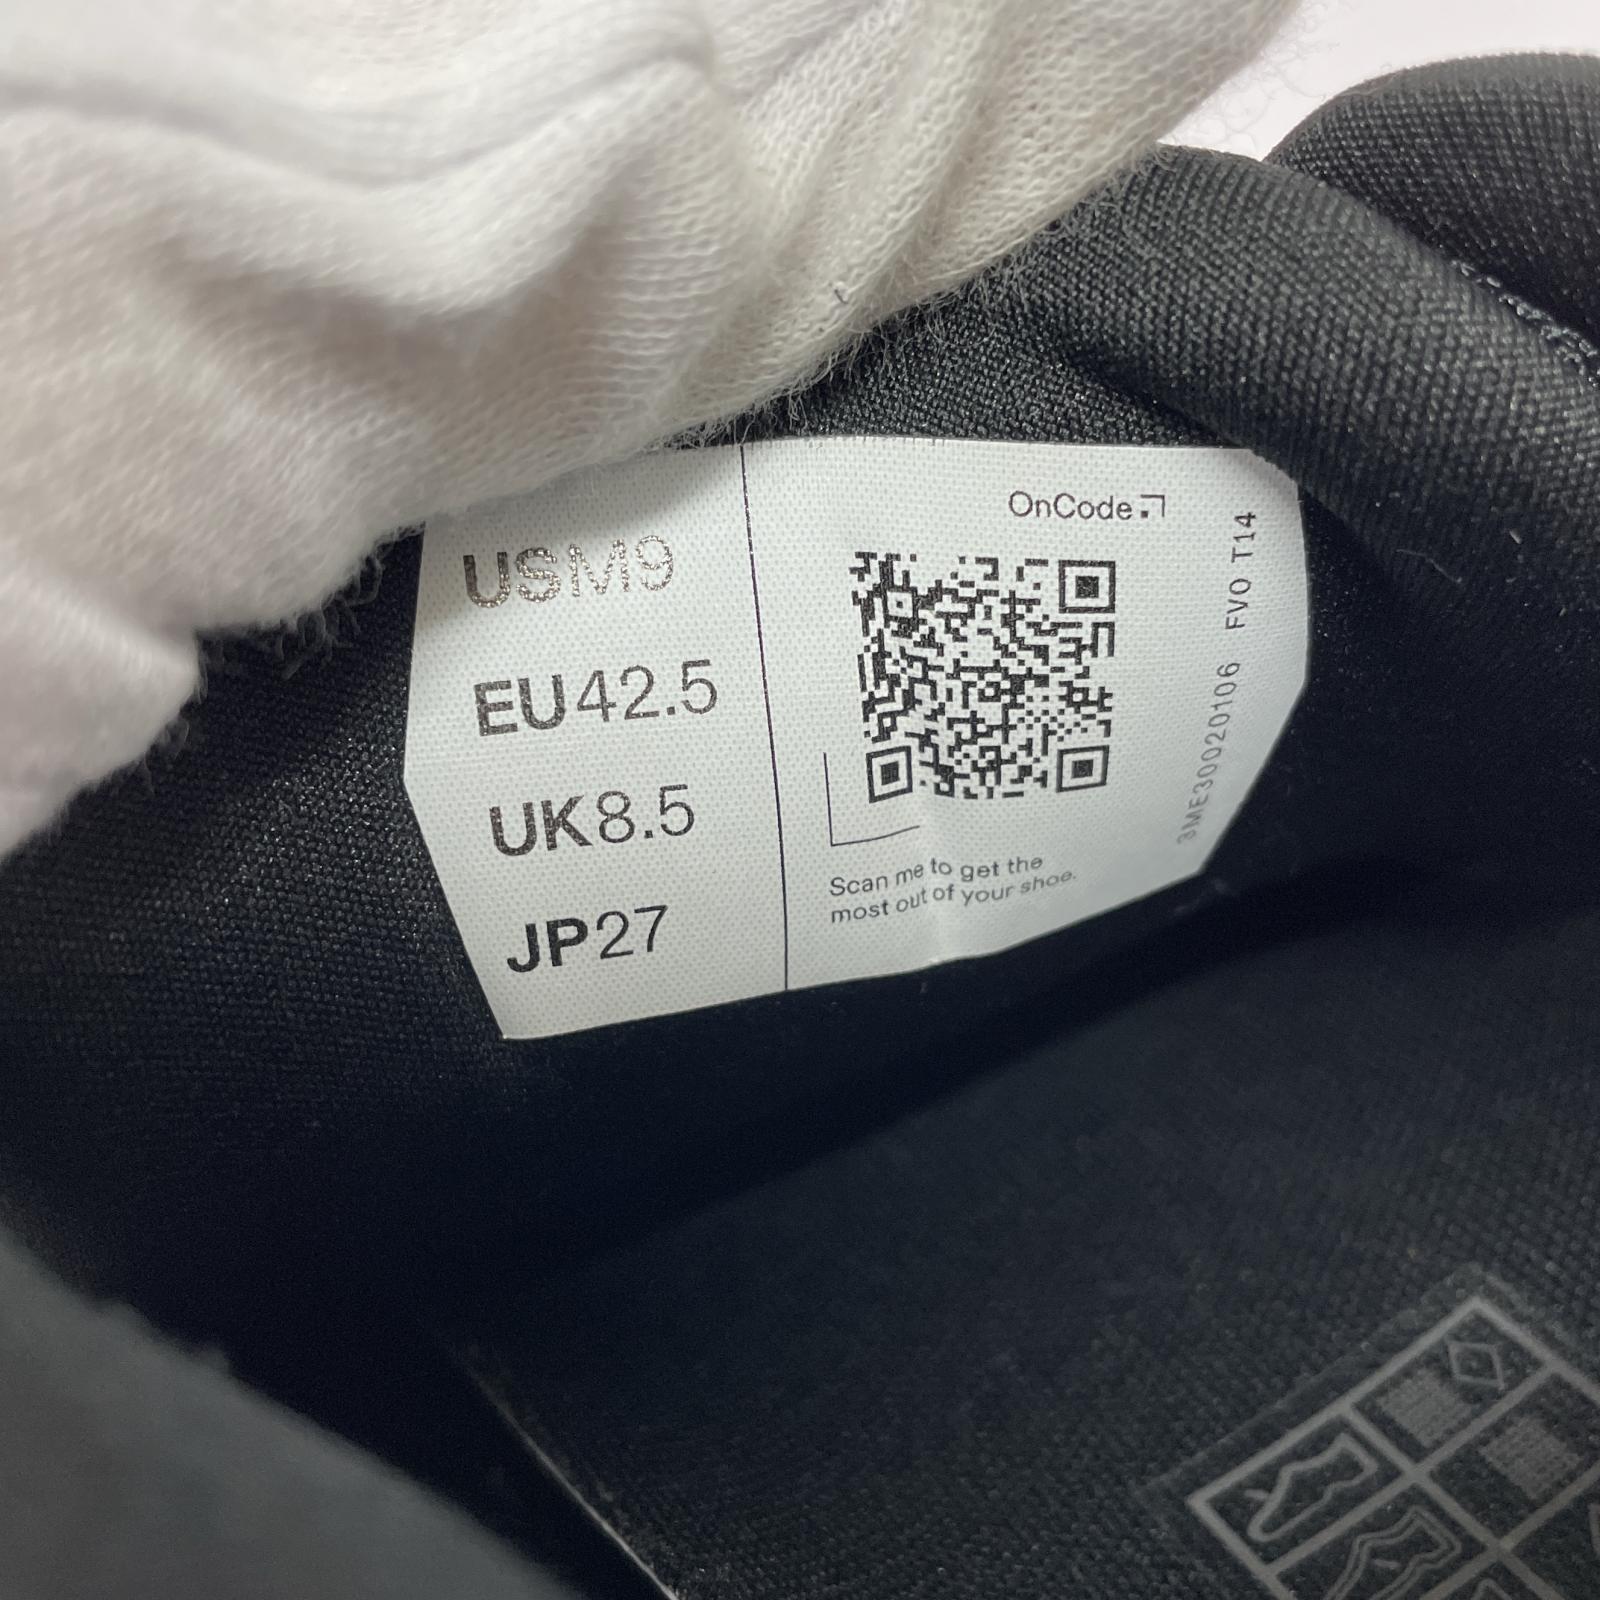 USM9
EU42.5
UK8.5
JP27
OnCode
Scan me to get the
most out of your shoe.
3ME30020106 FVO T14